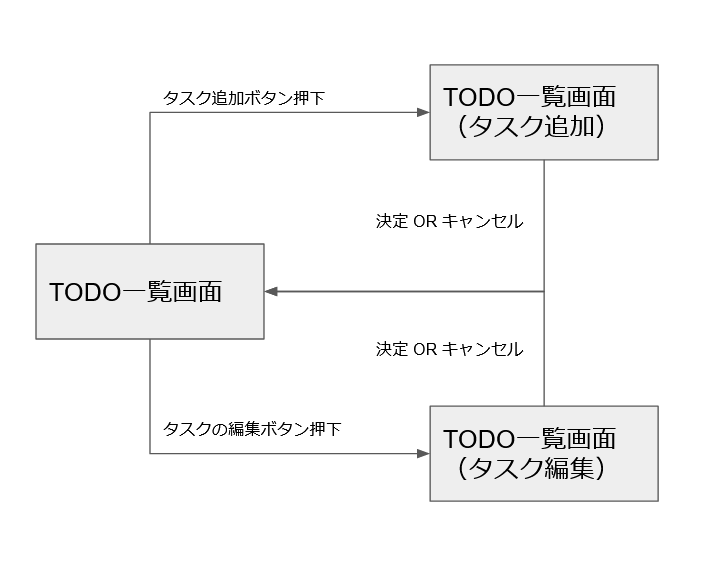 タスク追加ボタン押下
TODO一覧画面
（タスク追加）
決定 OR キャンセル
TODO一覧画面
決定 OR キャンセル
タスクの編集ボタン押下
TODO一覧画面
（タスク編集）